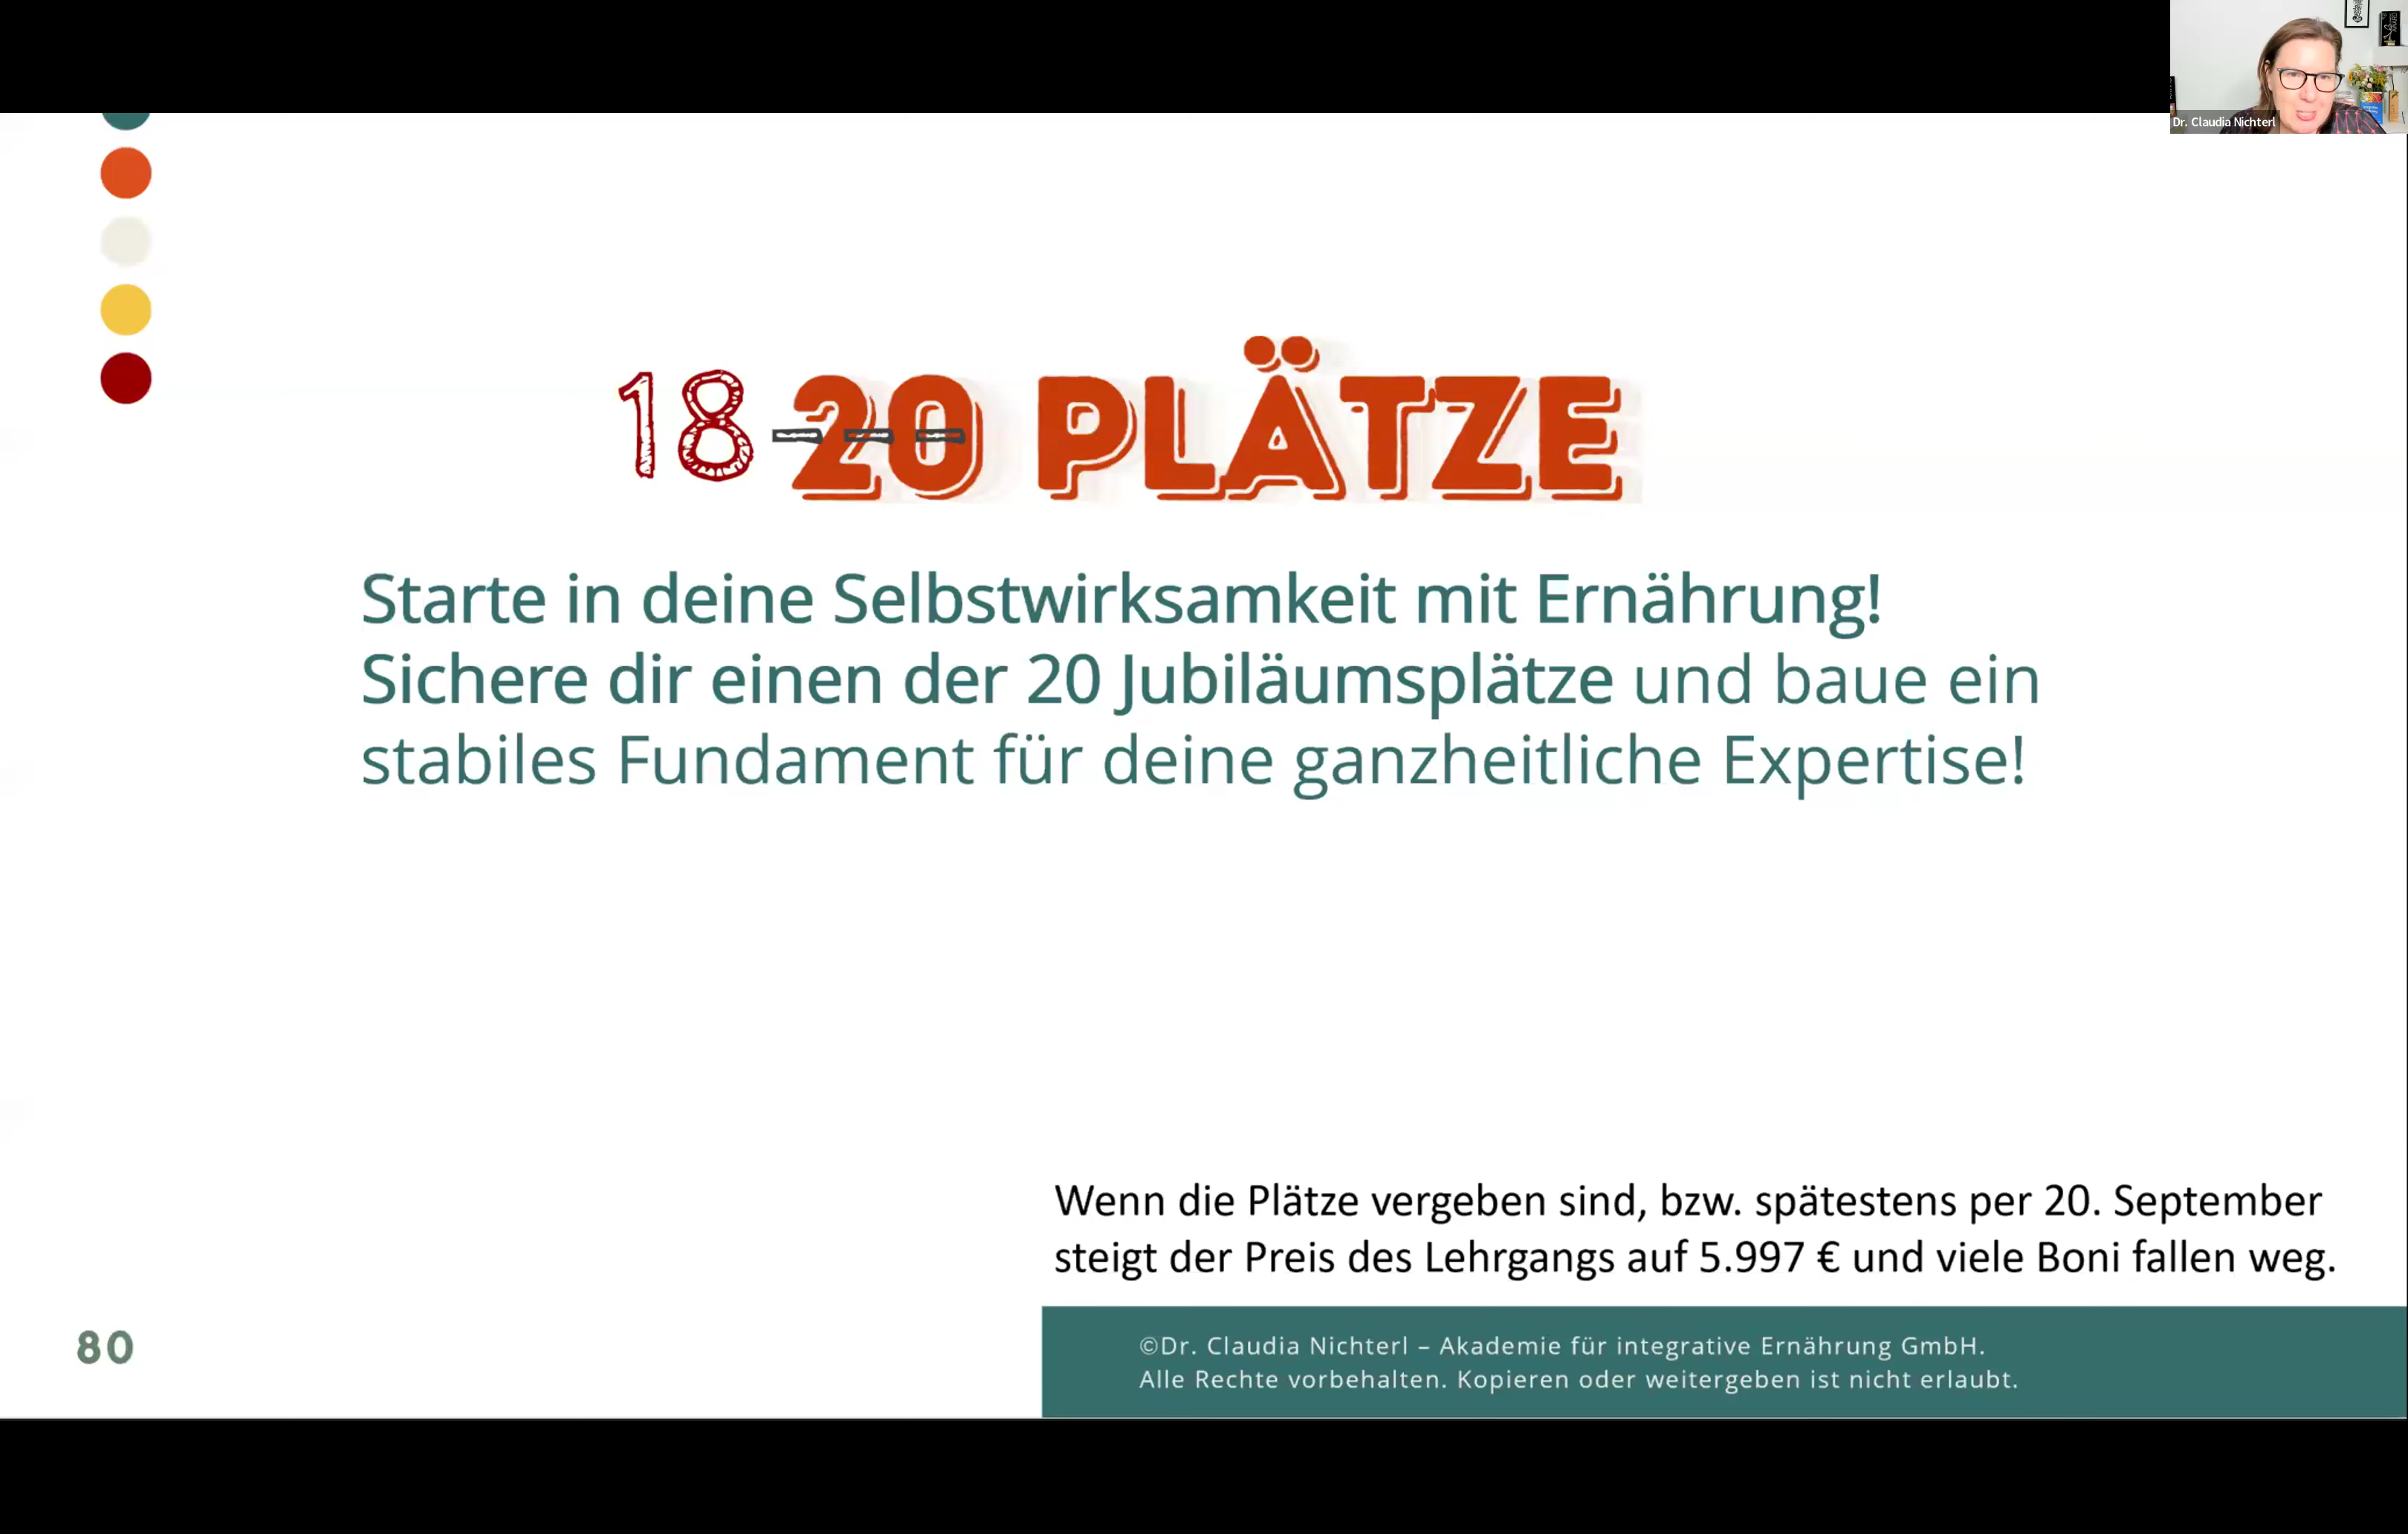 Dr. Claudia Nichterl
18 20 PLÄTZE
Starte in deine Selbstwirksamkeit mit Ernährung!
Sichere dir einen der 20 Jubiläumsplätze und baue ein
stabiles Fundament für deine ganzheitliche Expertise!
Wenn die Plätze vergeben sind, bzw. spätestens per 20. September
steigt der Preis des Lehrgangs auf 5.997 € und viele Boni fallen weg.
80
©Dr. Claudia Nichterl – Akademie für integrative Ernährung GmbH.
Alle Rechte vorbehalten. Kopieren oder weitergeben ist nicht erlaubt.